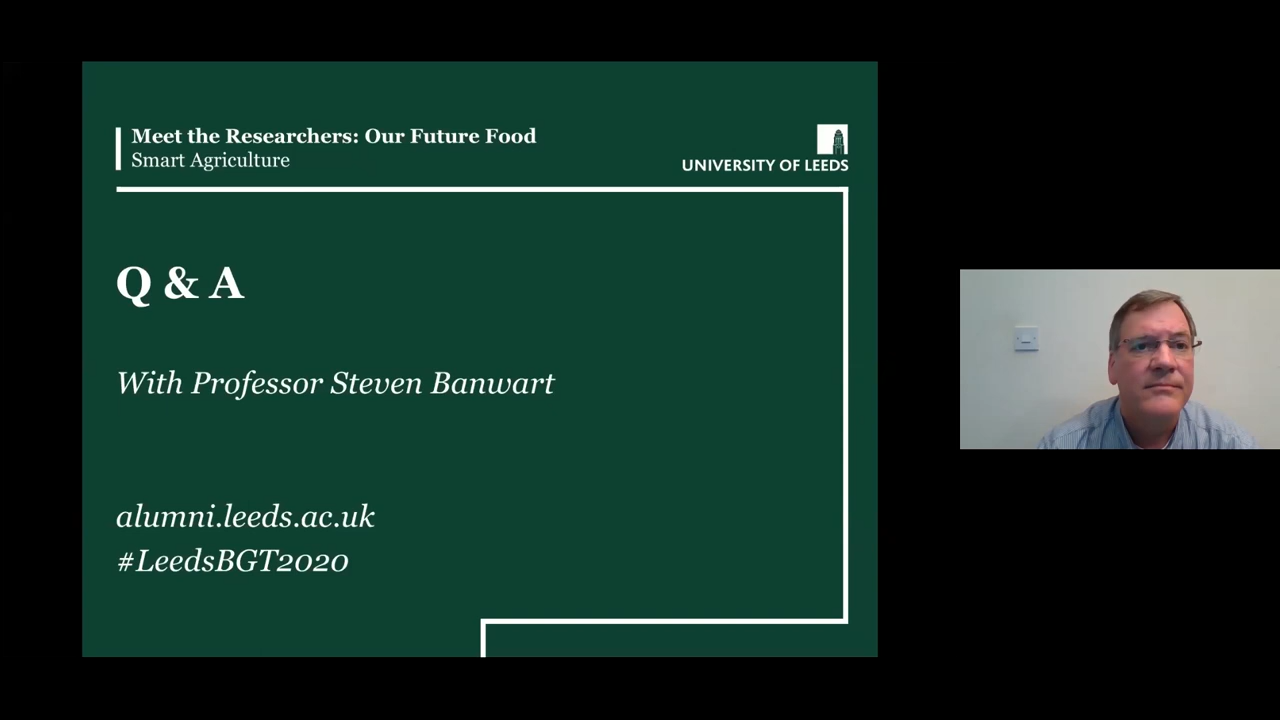 Meet the Researchers: Our Future Food
Smart Agriculture
UNIVERSITY OF LEEDS
Q & A
With Professor Steven Banwart
alumni.leeds.ac.uk
#LeedsBGT2020